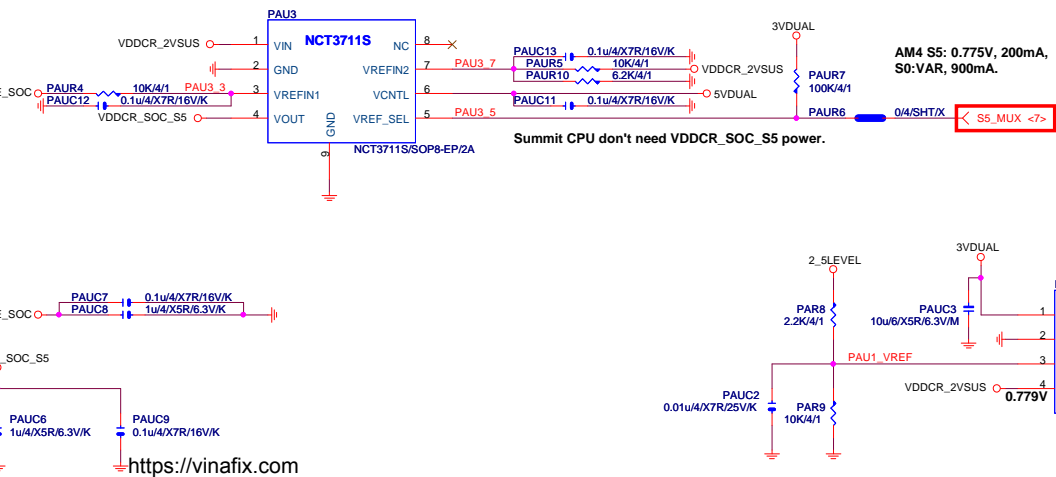 PAU3
NCT3711S
VDDCR_2VSUS
1
VIN
NC
8
2
GND
VREFIN2
7
PAU3_7
E_SOC
PAUR4
10K/4/1
PAU3_3
3
VREFIN1
VCNTL
6
PAUC12
0.1u/4/X7R/16V/K
VDDCR_SOC_S5
4
VOUT
VREF_SEL
5
PAU3_5
GND
9
NCT3711S/SOP8-EP/2A
PAUC13
0.1u/4/X7R/16V/K
PAUR5
10K/4/1
VDDCR_2VSUS
PAUR10
6.2K/4/1
5VDUAL
PAUC11
0.1u/4/X7R/16V/K
3VDUAL
PAUR7
100K/4/1
PAUR6
0/4/SHT/X
S5_MUX <7>
AM4 S5: 0.775V, 200mA,
S0:VAR, 900mA.
Summit CPU don't need VDDCR_SOC_S5 power.
PAUC7
0.1u/4/X7R/16V/K
E_SOC
PAUC8
1u/4/X5R/6.3V/K
_SOC_S5
PAUC6
1u/4/X5R/6.3V/K
PAUC9
0.1u/4/X7R/16V/K
https://vinafix.com
2_5LEVEL
PAR8
2.2K/4/1
PAU1_VREF
PAUC2
0.01u/4/X7R/25V/K
PAR9
10K/4/1
3VDUAL
PAUC3
10u/6/X5R/6.3V/M
1
2
3
VDDCR_2VSUS
4
0.779V